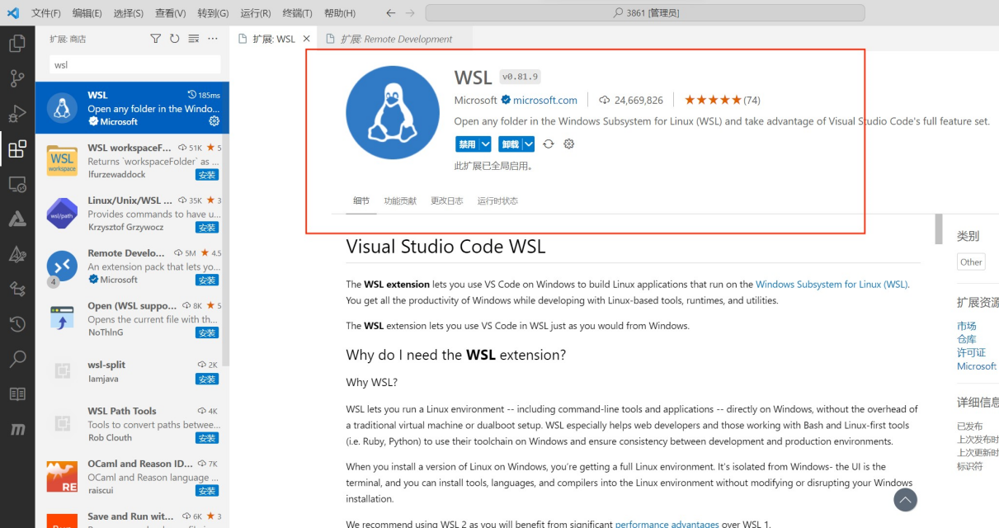 文件(F) 编辑(E) 选择(S) 查看(V) 转到(G) 运行(R) 终端(T) 帮助(H) 3861 [管理员]
扩展: 商店
扩展: WSL
扩展: Remote Development
wsl
WSL 185ms
Open any folder in the Windo...
Microsoft
WSL workspaceF... 51K ★ 5
Returns `workspaceFolder` as ...
lfurzewaddock 安装
WSL
workspace
Linux/Unix/WSL ... 35K ★ 3
Provides commands to have u...
Krzysztof Grzywocz 安装
wsl/path
Remote Develo... 5M ★ 4.5
An extension pack that lets yo...
Microsoft 安装
4
Open (WSL suppo... 8K ★ 5
Opens the current file with th...
NoThInG 安装
wsl-split 2K
lamjava 安装
WSL Path Tools 4K
Tools to convert paths betwee...
Rob Clouth 安装
OCaml and Reason ID... 7K
OCaml and Reason language ...
raiscui 安装
RE
Save and Run wit... 6K ★ 3
WSL v0.81.9
Microsoft microsoft.com 24,669,826 ★★★★★(74)
Open any folder in the Windows Subsystem for Linux (WSL) and take advantage of Visual Studio Code's full feature set.
禁用 卸载
此扩展已全局启用。
细节 功能贡献 更改日志 运行时状态
Visual Studio Code WSL
The WSL extension lets you use VS Code on Windows to build Linux applications that run on the Windows Subsystem for Linux (WSL).
You get all the productivity of Windows while developing with Linux-based tools, runtimes, and utilities.
The WSL extension lets you use VS Code in WSL just as you would from Windows.
Why do I need the WSL extension?
Why WSL?
WSL lets you run a Linux environment -- including command-line tools and applications -- directly on Windows, without the overhead of
a traditional virtual machine or dualboot setup. WSL especially helps web developers and those working with Bash and Linux-first tools
(i.e. Ruby, Python) to use their toolchain on Windows and ensure consistency between development and production environments.
When you install a version of Linux on Windows, you're getting a full Linux environment. It's isolated from Windows- the UI is the
terminal, and you can install tools, languages, and compilers into the Linux environment without modifying or disrupting your Windows
installation.
We recommend using WSL 2 as you will benefit from significant performance advantages over WSL 1.
类别
Other
扩展资源
市场
仓库
许可证
Microsoft
详细信息
已发布
上次发布时
上次更新时
标识符